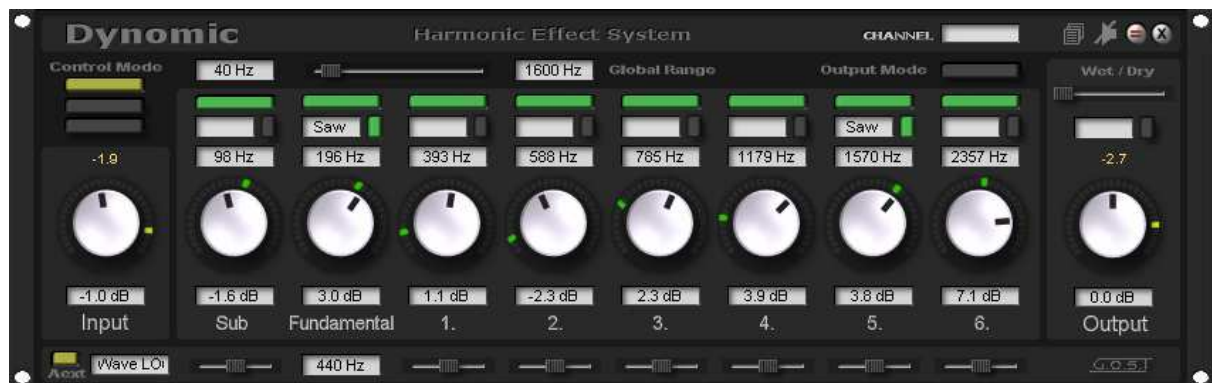 Dynomic Harmonic Effect System CHANNEL
Control Mode 40 Hz 1600 Hz Global Range Output Mode Wet / Dry
Saw Saw
-1.9 98 Hz 196 Hz 393 Hz 588 Hz 785 Hz 1179 Hz 1570 Hz 2357 Hz -2.7
-1.0 dB -1.6 dB 3.0 dB 1.1 dB -2.3 dB 2.3 dB 3.9 dB 3.8 dB 7.1 dB 0.0 dB
Input Sub Fundamental 1. 2. 3. 4. 5. 6. Output
Wave 440 Hz G.O.S.T